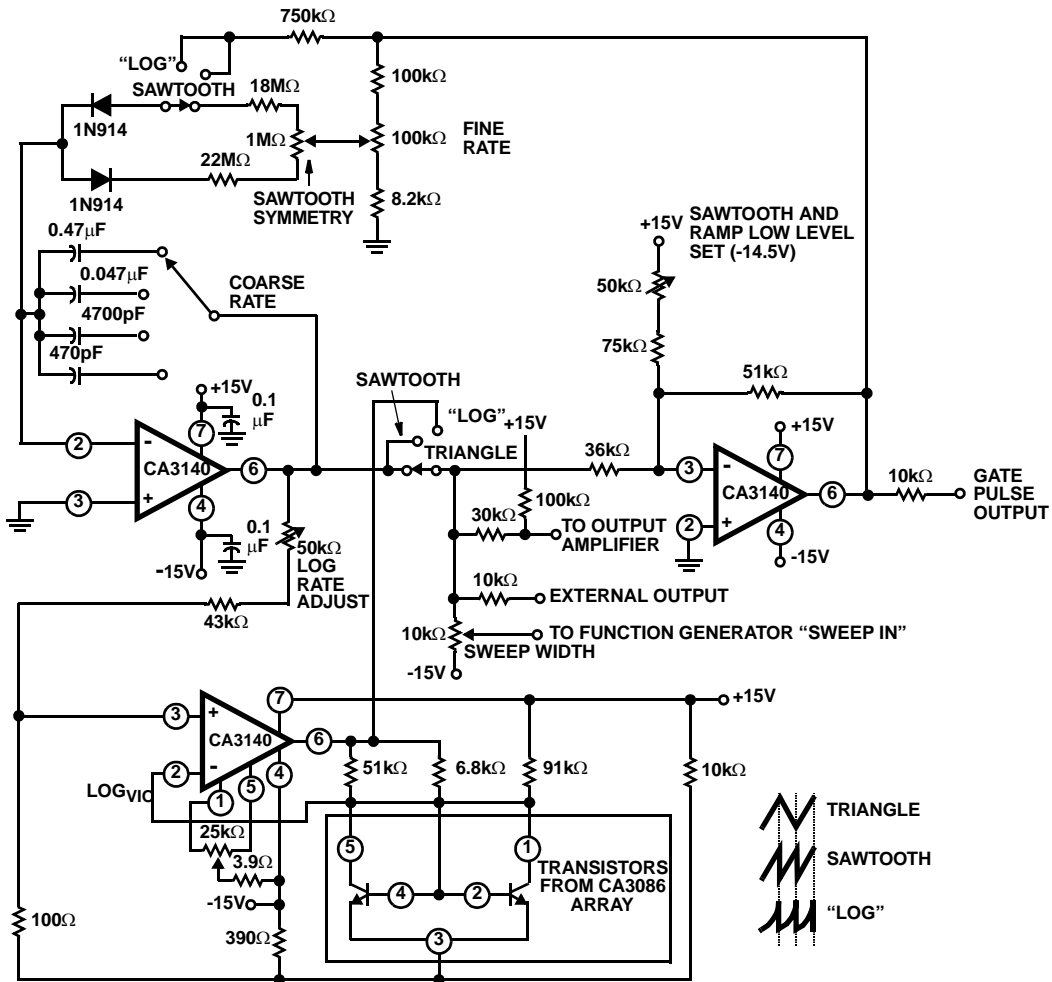 750kΩ
“LOG”
SAWTOOTH
1N914
18MΩ
100kΩ
1MΩ
100kΩ
FINE
RATE
22MΩ
1N914
SAWTOOTH
SYMMETRY
8.2kΩ
0.47μF
0.047μF
4700pF
470pF
COARSE
RATE
+15V
SAWTOOTH AND
RAMP LOW LEVEL
SET (-14.5V)
50kΩ
75kΩ
51kΩ
+15V
0.1
μF
SAWTOOTH
“LOG”
+15V
TRIANGLE
36kΩ
+15V
2
-
7
CA3140
6
3
+
4
0.1
μF
-15V
50kΩ
LOG
RATE
ADJUST
43kΩ
100kΩ
30kΩ
TO OUTPUT
AMPLIFIER
3
-
7
CA3140
6
2
+
4
-15V
10kΩ
GATE
PULSE
OUTPUT
10kΩ
EXTERNAL OUTPUT
10kΩ
TO FUNCTION GENERATOR “SWEEP IN”
SWEEP WIDTH
-15V
7
+15V
3
+
CA3140
6
2
-
4
5
1
LOGVIO
51kΩ
6.8kΩ
91kΩ
10kΩ
25kΩ
3.9Ω
-15V
390Ω
100Ω
5
1
4
2
3
TRANSISTORS
FROM CA3086
ARRAY
TRIANGLE
SAWTOOTH
“LOG”